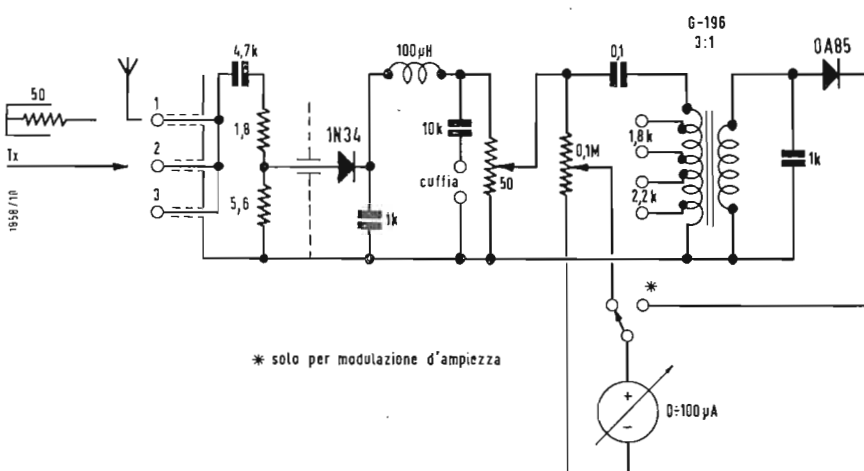 G-196
3:1
OA85
50
4,7k
100µH
0,1
1
1,8
1N34
10k
0,1M
1,8k
1k
Tx
2
cuffia
50
2,2k
3
5,6
1k
1958/10
*
* solo per modulazione d'ampiezza
+
−
0÷100µA